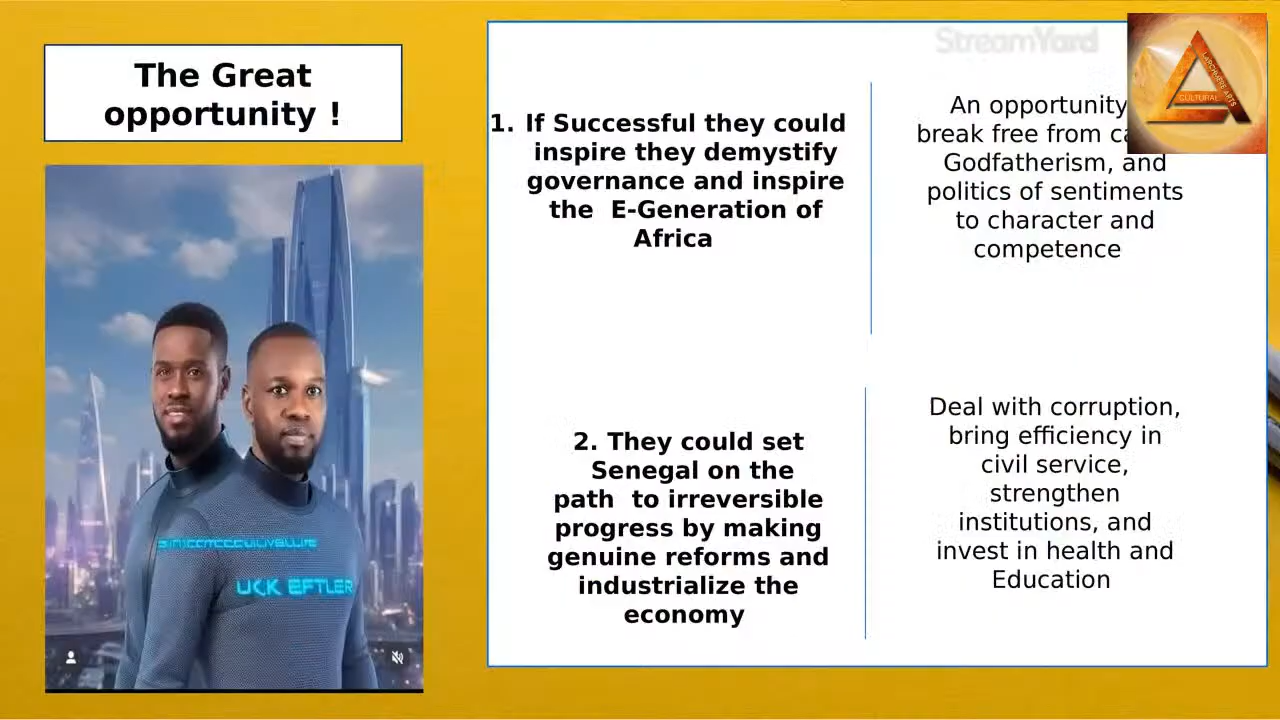 The Great
opportunity !
StreamYard
1. If Successful they could
inspire they demystify
governance and inspire
the  E-Generation of
Africa
An opportunity
break free from
Godfatherism, and
politics of sentiments
to character and
competence
2. They could set
Senegal on the
path  to irreversible
progress by making
genuine reforms and
industrialize the
economy
Deal with corruption,
bring efficiency in
civil service,
strengthen
institutions, and
invest in health and
Education
CULTURAL
UCK EFTLER